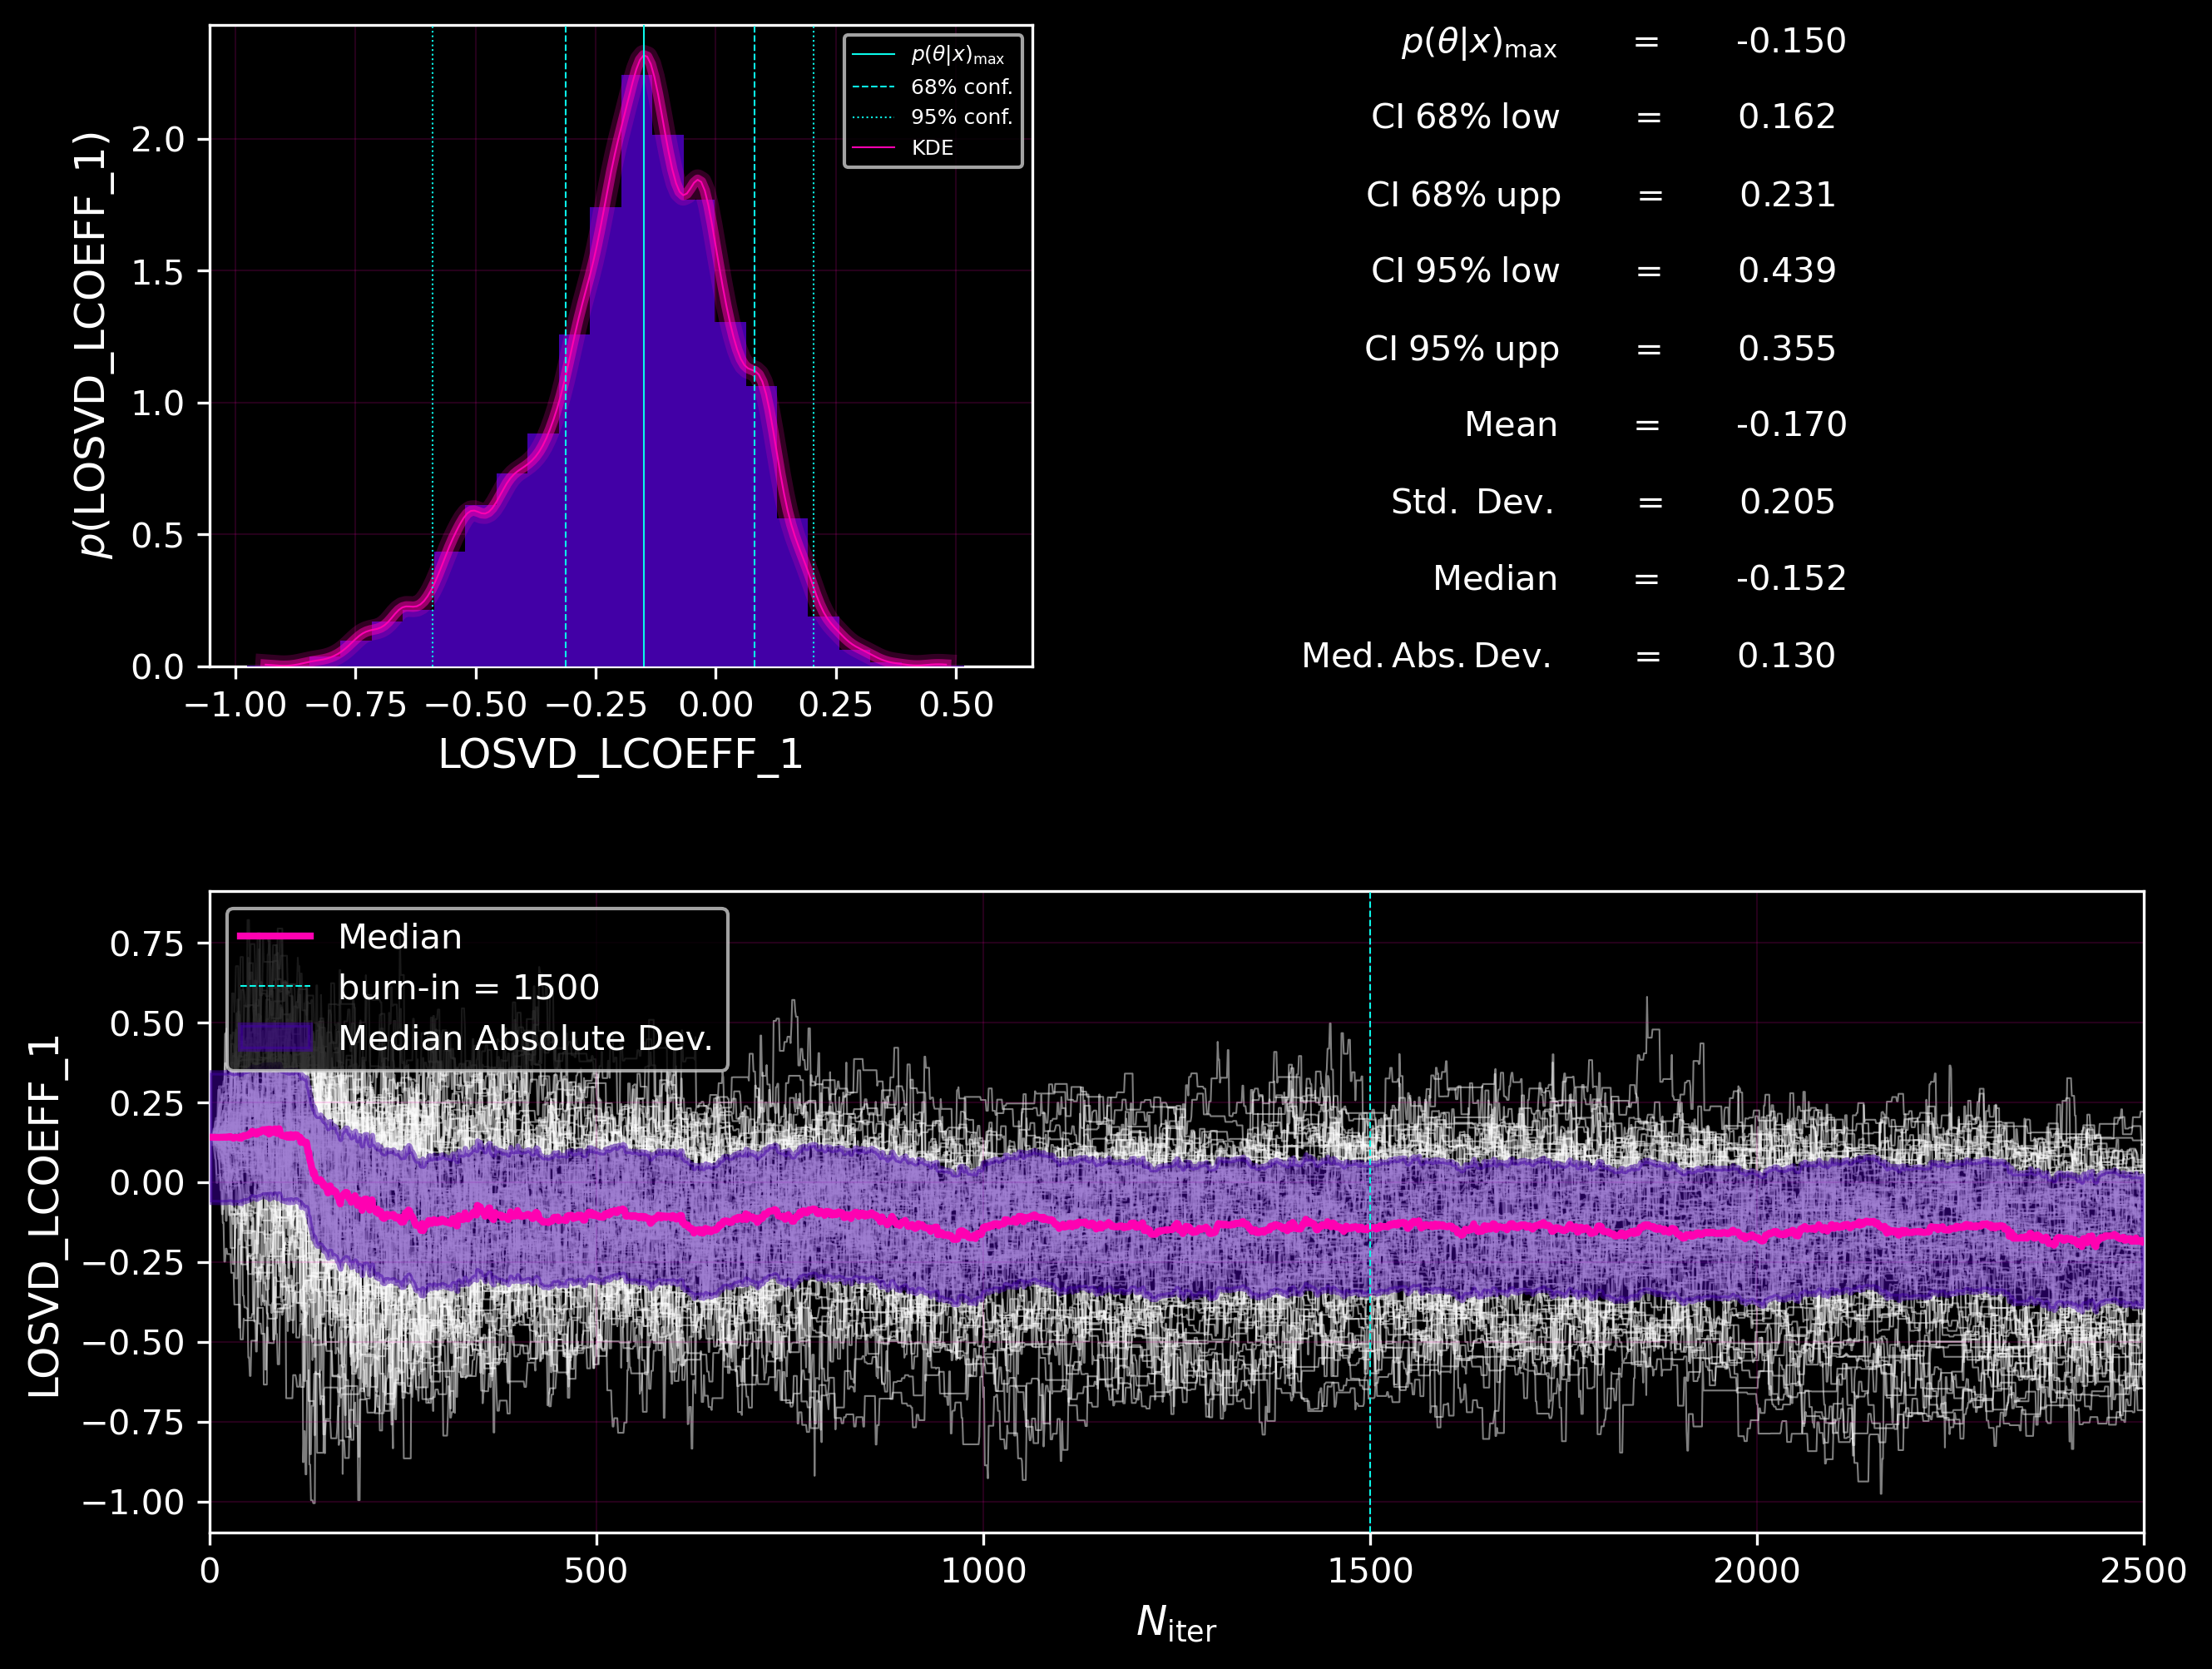 p(θ|x)max
68% conf.
95% conf.
KDE
p(LOSVD_LCOEFF_1)
2.0
1.5
1.0
0.5
0.0
−1.00 −0.75 −0.50 −0.25 0.00 0.25 0.50
LOSVD_LCOEFF_1
p(θ|x)max = -0.150
CI 68% low = 0.162
CI 68% upp = 0.231
CI 95% low = 0.439
CI 95% upp = 0.355
Mean = -0.170
Std. Dev. = 0.205
Median = -0.152
Med. Abs. Dev. = 0.130
Median
burn-in = 1500
Median Absolute Dev.
LOSVD_LCOEFF_1
0.75
0.50
0.25
0.00
−0.25
−0.50
−0.75
−1.00
0 500 1000 1500 2000 2500
Niter